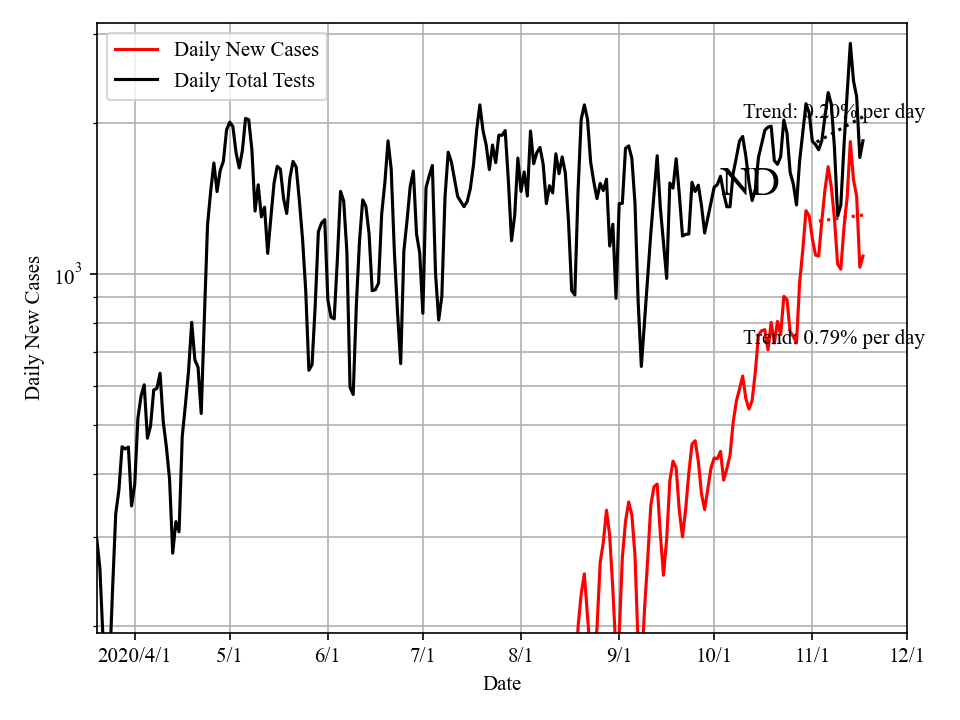 Daily New Cases
Daily Total Tests
Trend: 0.20% per day
ND
Trend: 0.79% per day
Daily New Cases
10^3
2020/4/1 5/1 6/1 7/1 8/1 9/1 10/1 11/1 12/1
Date